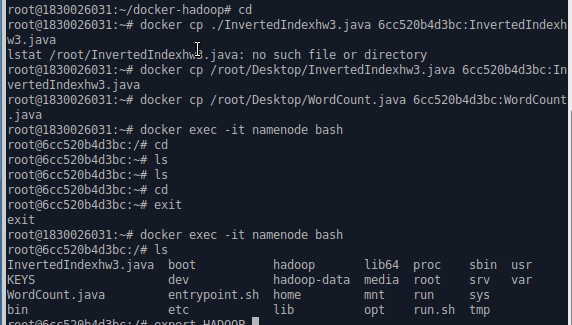 root@1830026031:~/docker-hadoop# cd
root@1830026031:~# docker cp ./InvertedIndexhw3.java 6cc520b4d3bc:InvertedIndexh
w3.java
lstat /root/InvertedIndexhw3.java: no such file or directory
root@1830026031:~# docker cp /root/Desktop/InvertedIndexhw3.java 6cc520b4d3bc:In
vertedIndexhw3.java
root@1830026031:~# docker cp /root/Desktop/WordCount.java 6cc520b4d3bc:WordCount
.java
root@1830026031:~# docker exec -it namenode bash
root@6cc520b4d3bc:/# cd
root@6cc520b4d3bc:~# ls
root@6cc520b4d3bc:~# ls
root@6cc520b4d3bc:~# cd
root@6cc520b4d3bc:~# exit
exit
root@1830026031:~# docker exec -it namenode bash
root@6cc520b4d3bc:/# ls
InvertedIndexhw3.java boot hadoop lib64 proc sbin usr
KEYS dev hadoop-data media root srv var
WordCount.java entrypoint.sh home mnt run sys
bin etc lib opt run.sh tmp
root@6cc520b4d3bc:/# export HADOOP_